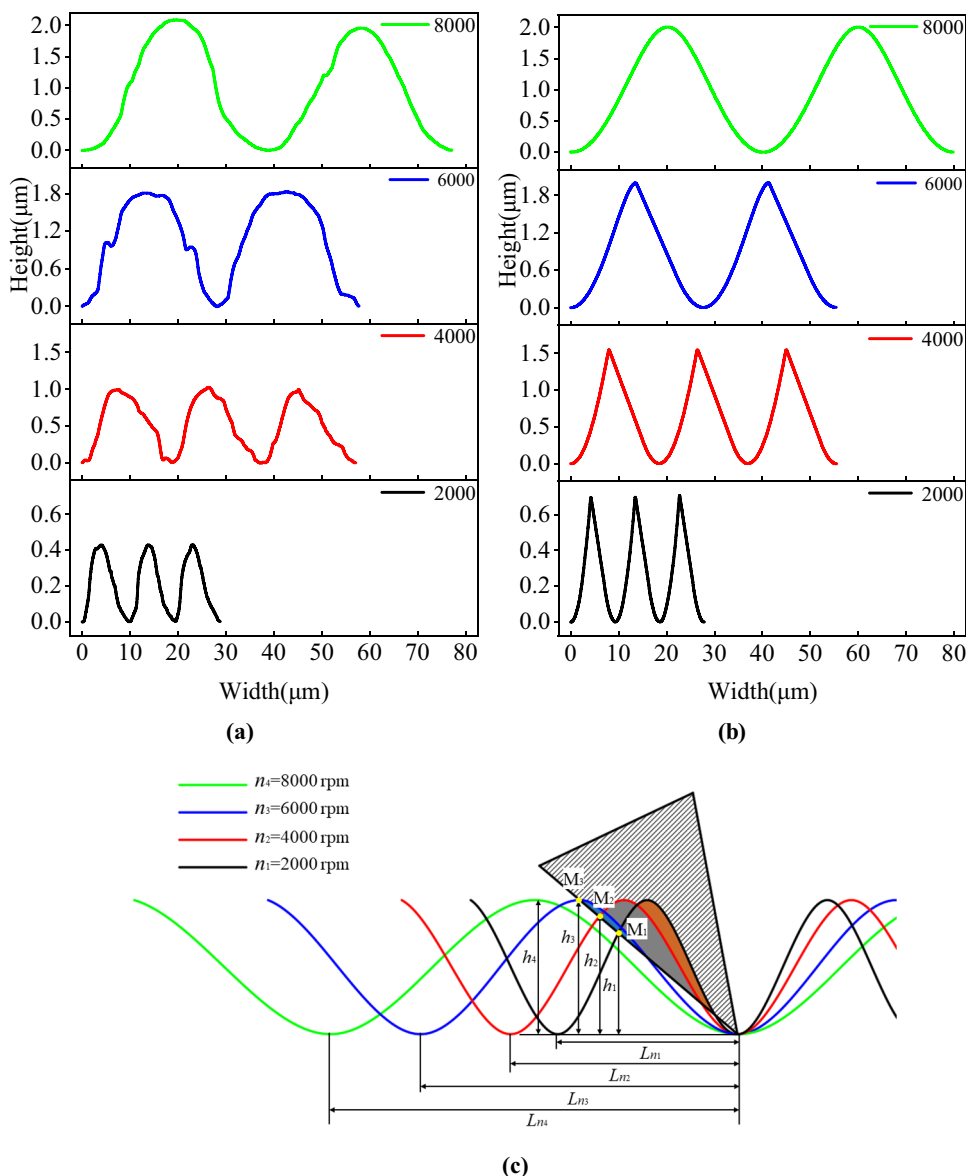 8000
2.0
1.5
1.0
0.5
0.0
6000
1.8
1.2
0.6
0.0
Height(μm)
4000
1.5
1.0
0.5
0.0
2000
0.6
0.4
0.2
0.0
0 10 20 30 40 50 60 70 80
Width(μm)
(a)
8000
2.0
1.5
1.0
0.5
0.0
6000
1.8
1.2
0.6
0.0
Height(μm)
4000
1.5
1.0
0.5
0.0
2000
0.6
0.4
0.2
0.0
0 10 20 30 40 50 60 70 80
Width(μm)
(b)
n4=8000 rpm
n3=6000 rpm
n2=4000 rpm
n1=2000 rpm
M3
M2
M1
h4
h3
h2
h1
Ln1
Ln2
Ln3
Ln4
(c)